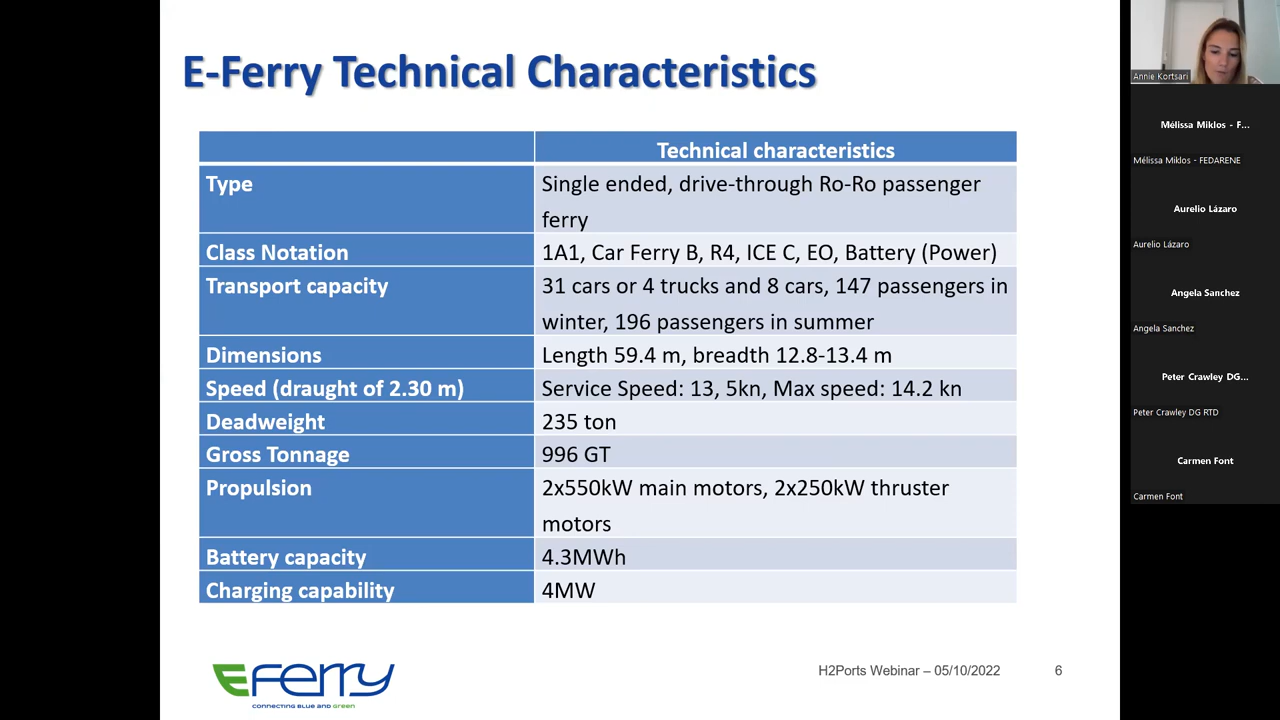 E-Ferry Technical Characteristics
Technical characteristics
Type
Single ended, drive-through Ro-Ro passenger
ferry
Class Notation
1A1, Car Ferry B, R4, ICE C, EO, Battery (Power)
Transport capacity
31 cars or 4 trucks and 8 cars, 147 passengers in
winter, 196 passengers in summer
Dimensions
Length 59.4 m, breadth 12.8-13.4 m
Speed (draught of 2.30 m)
Service Speed: 13, 5kn, Max speed: 14.2 kn
Deadweight
235 ton
Gross Tonnage
996 GT
Propulsion
2x550kW main motors, 2x250kW thruster
motors
Battery capacity
4.3MWh
Charging capability
4MW
EFerry
CONNECTING BLUE AND GREEN
H2Ports Webinar – 05/10/2022
6
Annie Kortsari
Mélissa Miklos - F...
Mélissa Miklos - FEDARENE
Aurelio Lázaro
Aurelio Lázaro
Angela Sanchez
Angela Sanchez
Peter Crawley DG...
Peter Crawley DG RTD
Carmen Font
Carmen Font